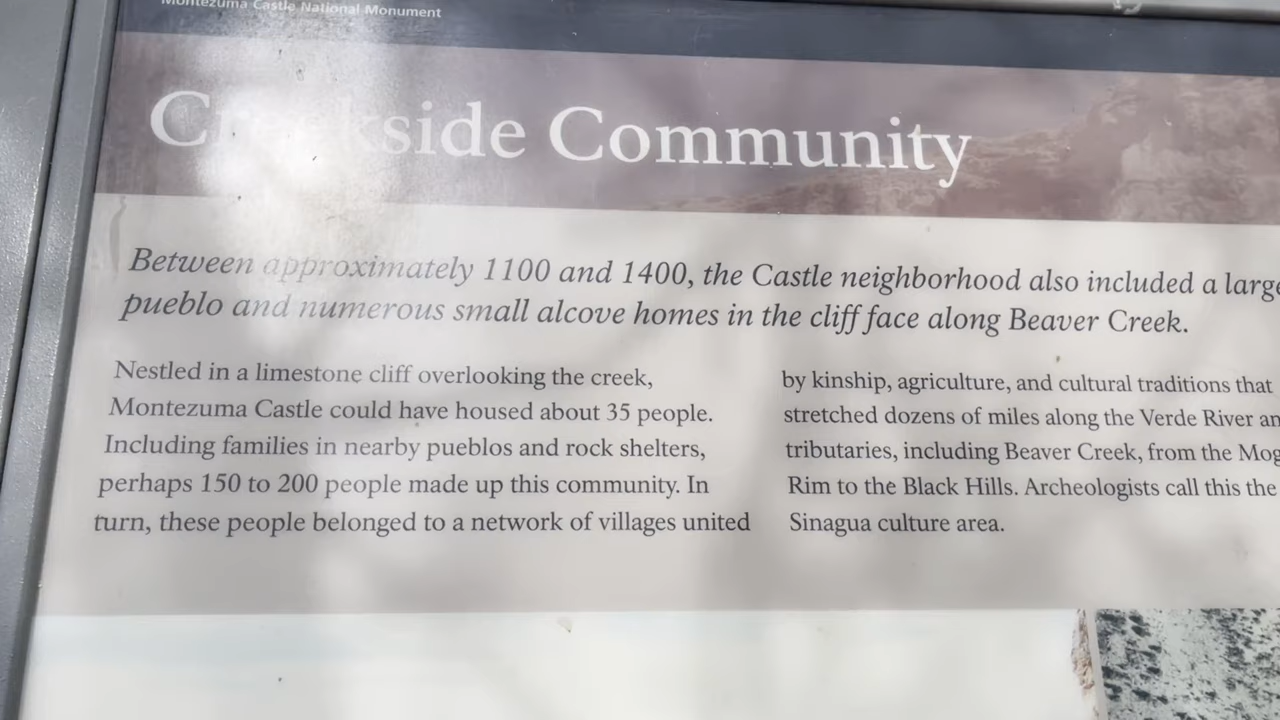 Montezuma Castle National Monument
Creekside Community
Between approximately 1100 and 1400, the Castle neighborhood also included a large
pueblo and numerous small alcove homes in the cliff face along Beaver Creek.
Nestled in a limestone cliff overlooking the creek,
Montezuma Castle could have housed about 35 people.
Including families in nearby pueblos and rock shelters,
perhaps 150 to 200 people made up this community. In
turn, these people belonged to a network of villages united
by kinship, agriculture, and cultural traditions that
stretched dozens of miles along the Verde River an
tributaries, including Beaver Creek, from the Mog
Rim to the Black Hills. Archeologists call this the
Sinagua culture area.